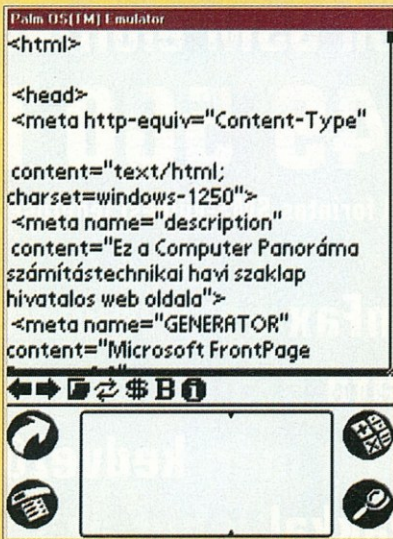 Palm OS(TM) Emulátor
<html>
<head>
<meta http-equiv="Content-Type"
content="text/html;
charset=windows-1250">
<meta name="description"
content="Ez a Computer Panoráma
számítástechnikai havi szaklap
hivatalos web oldala">
<meta name="GENERATOR"
content="Microsoft FrontPage